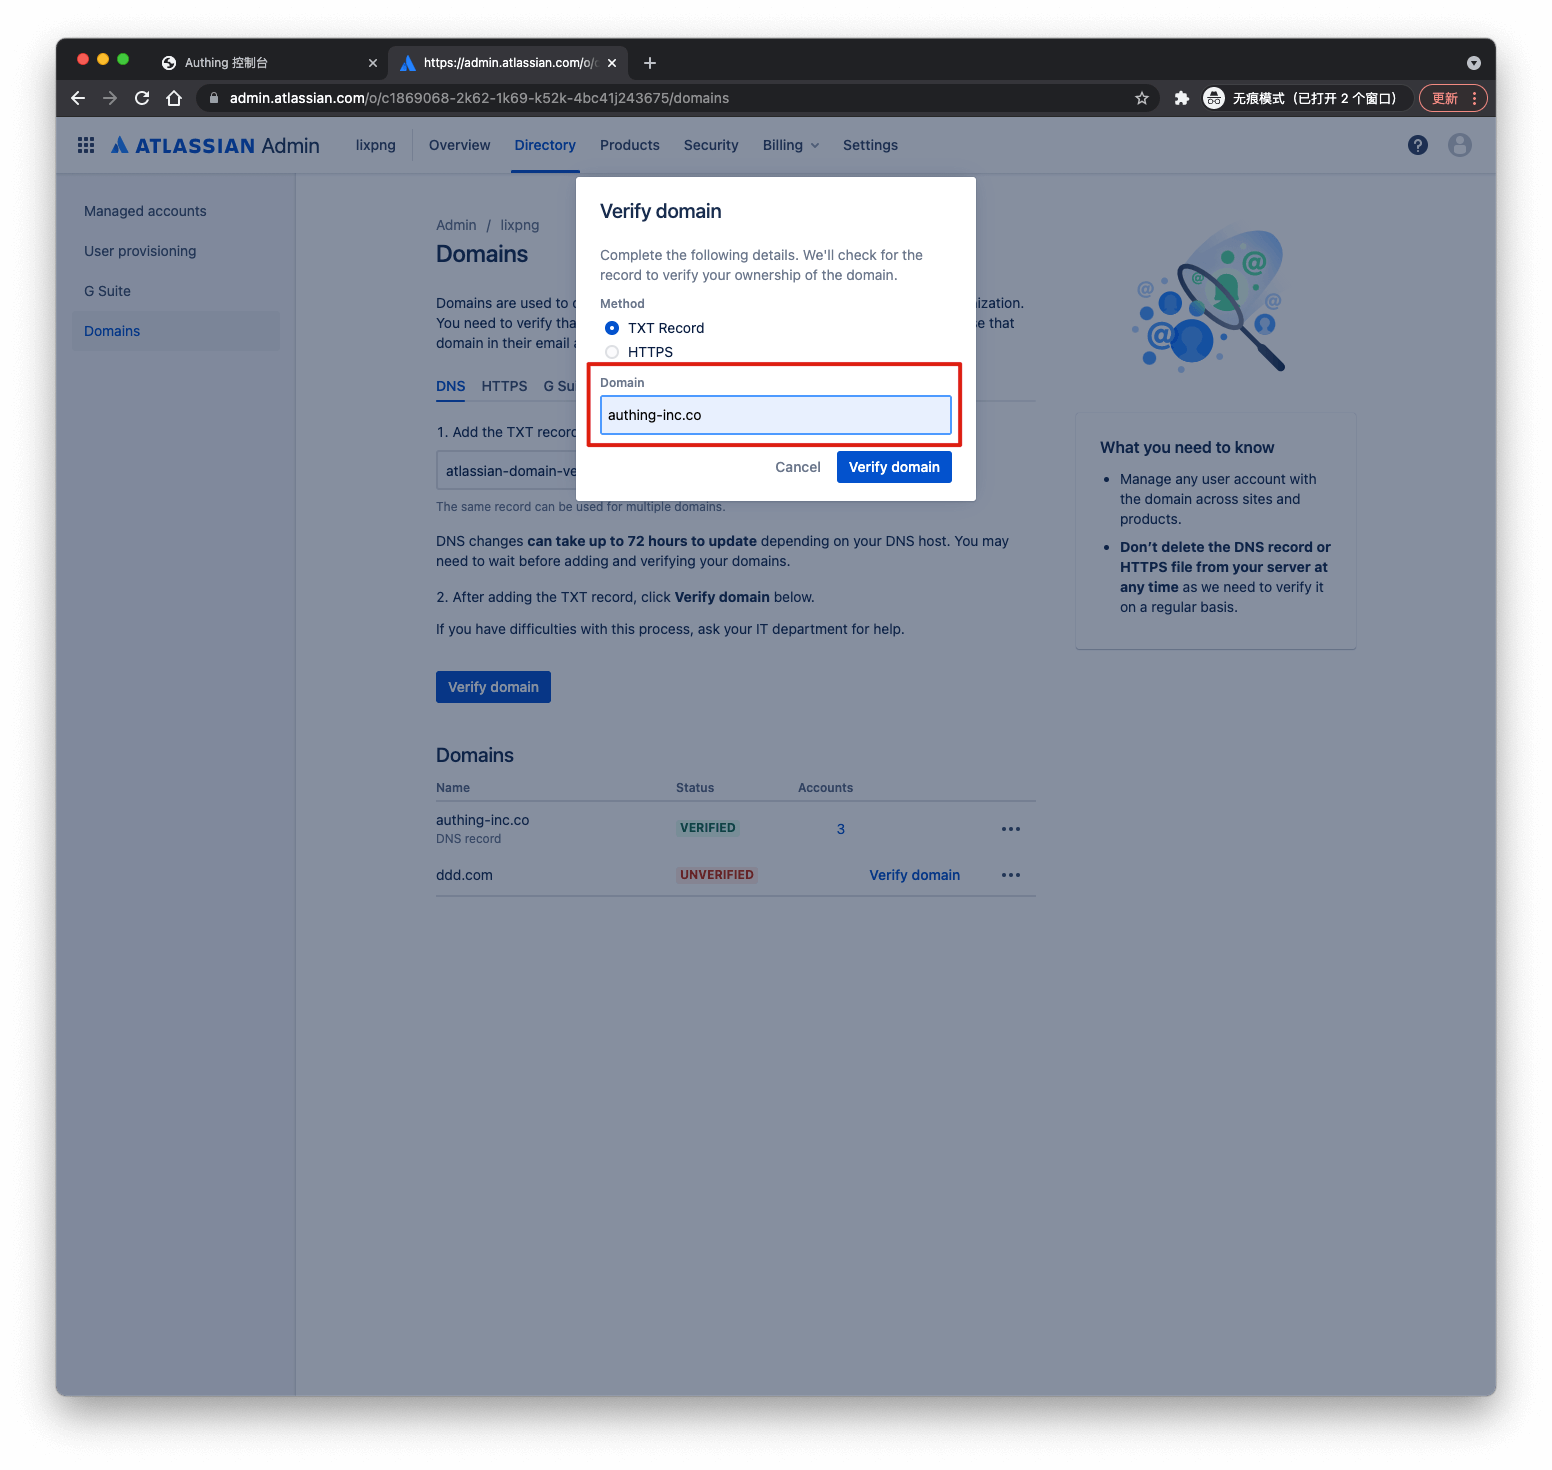 Authing 控制台
https://admin.atlassian.com/o/
admin.atlassian.com/o/c1869068-2k62-1k69-k52k-4bc41j243675/domains
无痕模式（已打开 2 个窗口）
更新
ATLASSIAN Admin
lixpng
Overview
Directory
Products
Security
Billing
Settings
Managed accounts
User provisioning
G Suite
Domains
Admin / lixpng
Domains
Domains are used to
nization.
You need to verify tha
e that
domain in their email
DNS
HTTPS
G Su
1. Add the TXT record
atlassian-domain-ve
The same record can be used for multiple domains.
DNS changes can take up to 72 hours to update depending on your DNS host. You may
need to wait before adding and verifying your domains.
2. After adding the TXT record, click Verify domain below.
If you have difficulties with this process, ask your IT department for help.
Verify domain
Verify domain
Complete the following details. We'll check for the
record to verify your ownership of the domain.
Method
TXT Record
HTTPS
Domain
authing-inc.co
Cancel
Verify domain
What you need to know
• Manage any user account with
the domain across sites and
products.
• Don’t delete the DNS record or
HTTPS file from your server at
any time as we need to verify it
on a regular basis.
Domains
Name
Status
Accounts
authing-inc.co
DNS record
VERIFIED
3
ddd.com
UNVERIFIED
Verify domain